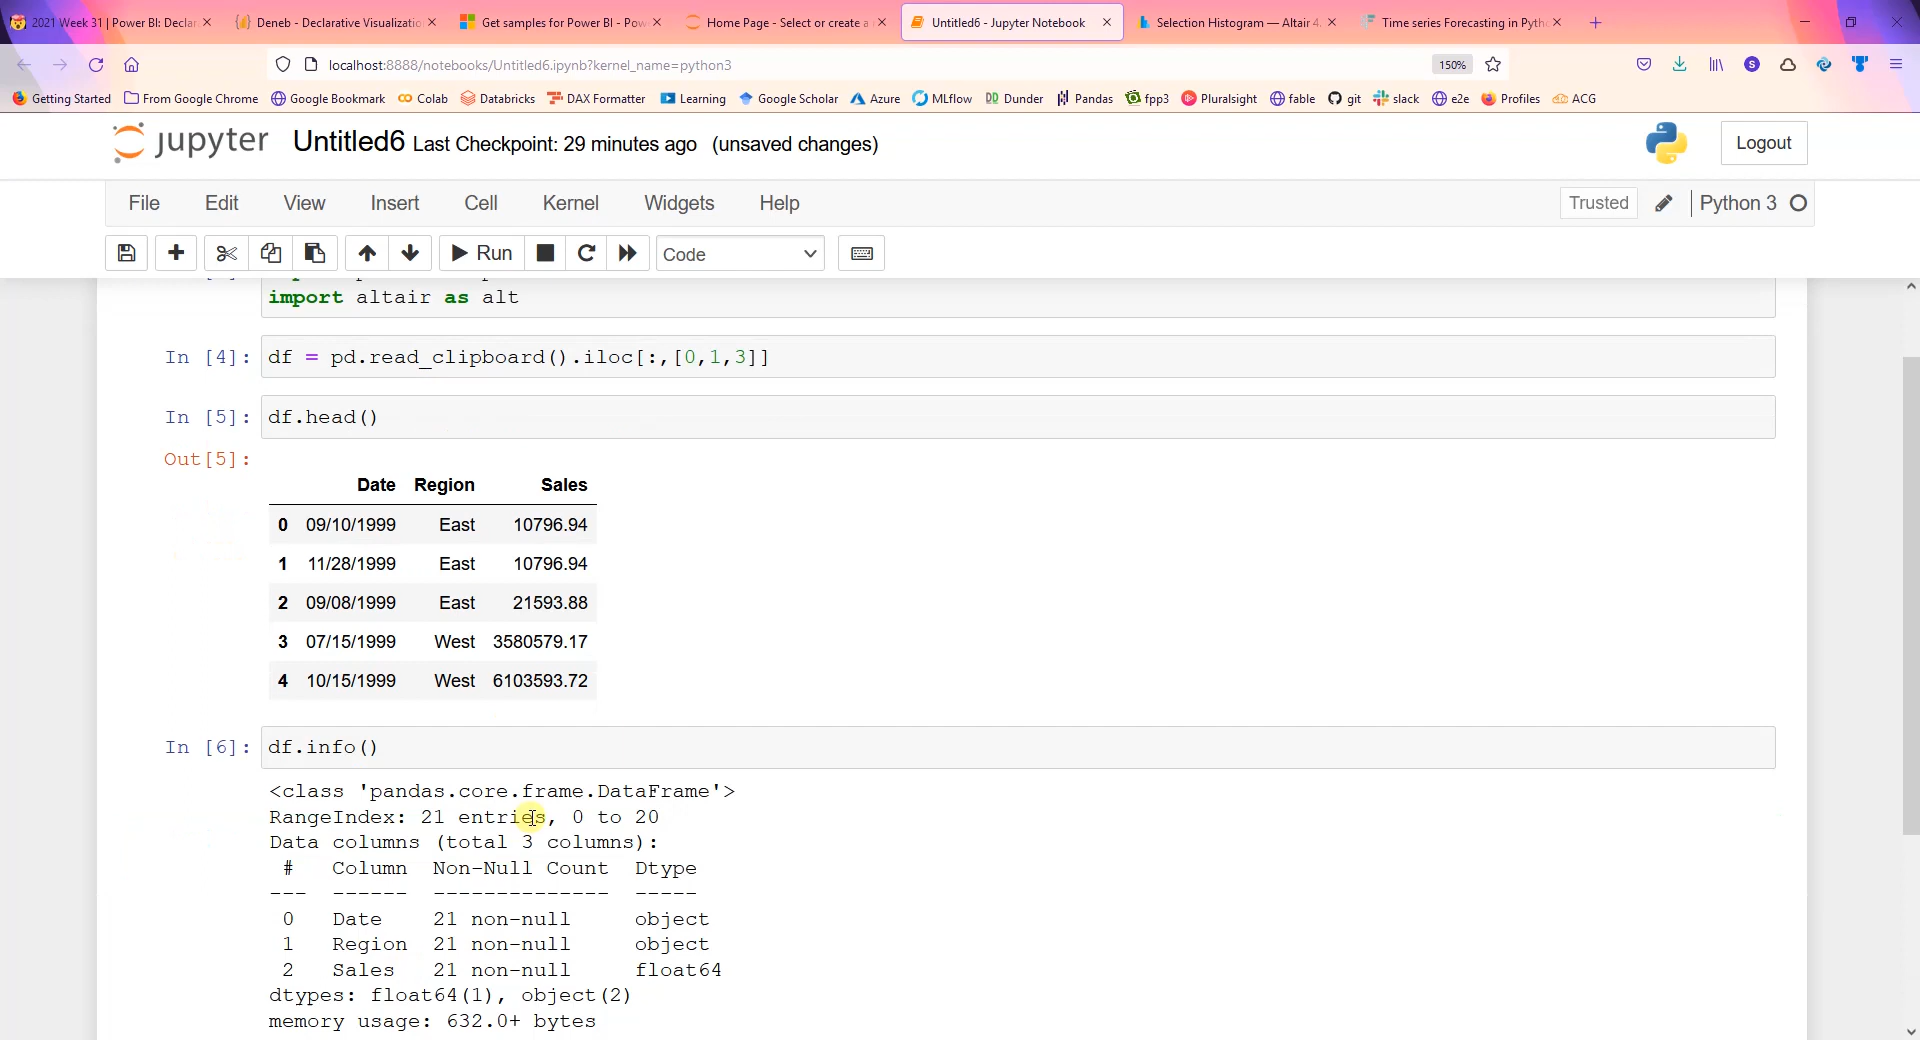 2021 Week 31 | Power BI: Declar
Deneb - Declarative Visualizatio
Get samples for Power BI - Pow
Home Page - Select or create a
Untitled6 - Jupyter Notebook
Selection Histogram — Altair 4.
Time series Forecasting in Pytho
localhost:8888/notebooks/Untitled6.ipynb?kernel_name=python3
150%
S
Getting Started
From Google Chrome
Google Bookmark
Colab
Databricks
DAX Formatter
Learning
Google Scholar
Azure
MLflow
Dunder
Pandas
fpp3
Pluralsight
fable
git
slack
e2e
Profiles
ACG
jupyter Untitled6 Last Checkpoint: 29 minutes ago (unsaved changes)
Logout
File Edit View Insert Cell Kernel Widgets Help
Trusted
Python 3
Run
Code
import altair as alt
In [4]: df = pd.read_clipboard().iloc[:,[0,1,3]]
In [5]: df.head()
Out[5]:
Date Region Sales
0 09/10/1999 East 10796.94
1 11/28/1999 East 10796.94
2 09/08/1999 East 21593.88
3 07/15/1999 West 3580579.17
4 10/15/1999 West 6103593.72
In [6]: df.info()
<class 'pandas.core.frame.DataFrame'>
RangeIndex: 21 entries, 0 to 20
Data columns (total 3 columns):
# Column Non-Null Count Dtype
--- ------ -------------- -----
0 Date 21 non-null object
1 Region 21 non-null object
2 Sales 21 non-null float64
dtypes: float64(1), object(2)
memory usage: 632.0+ bytes